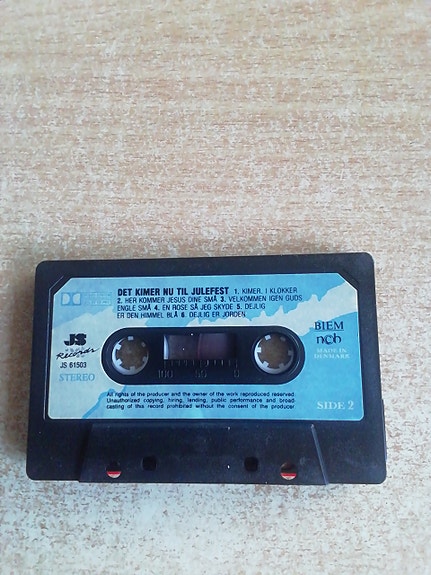 DET KIMER NU TIL JULEFEST 1. KIMER, I KLOKKER
2. HER KOMMER JESUS DINE SMÅ 3. VELKOMMEN IGEN GUDS
ENGLE SMÅ 4. EN ROSE SÅ JEG SKYDE 5. DEJLIG
ER DEN HIMMEL BLÅ 6. DEJLIG ER JORDEN
JS
Records
JS 61503
STEREO
BIEM
ncb
MADE IN
DENMARK
100 50 0
All rights of the producer and the owner of the work reproduced reserved.
Unauthorized copying, hiring, lending, public performance and broad
casting of this record prohibited without the consent of the producer
SIDE 2